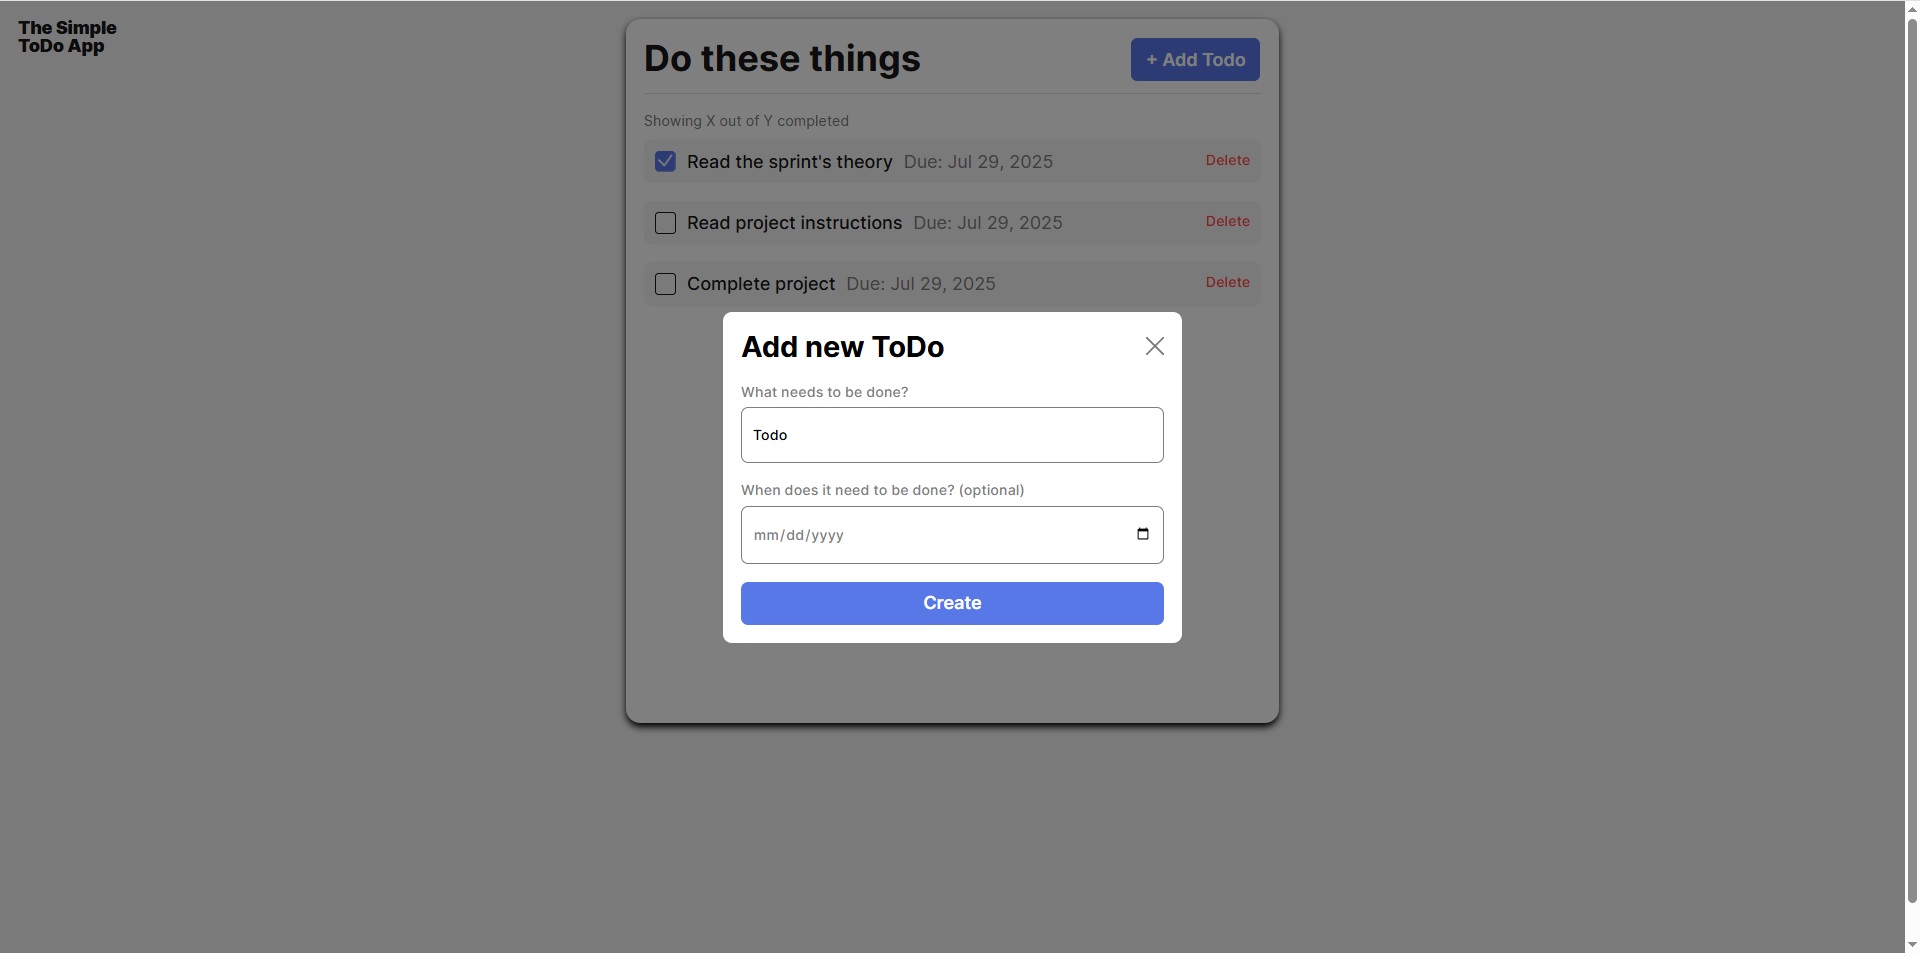 The Simple
ToDo App
Do these things
+ Add Todo
Showing X out of Y completed
Read the sprint's theory Due: Jul 29, 2025 Delete
Read project instructions Due: Jul 29, 2025 Delete
Complete project Due: Jul 29, 2025 Delete
Add new ToDo
What needs to be done?
Todo
When does it need to be done? (optional)
mm/dd/yyyy
Create